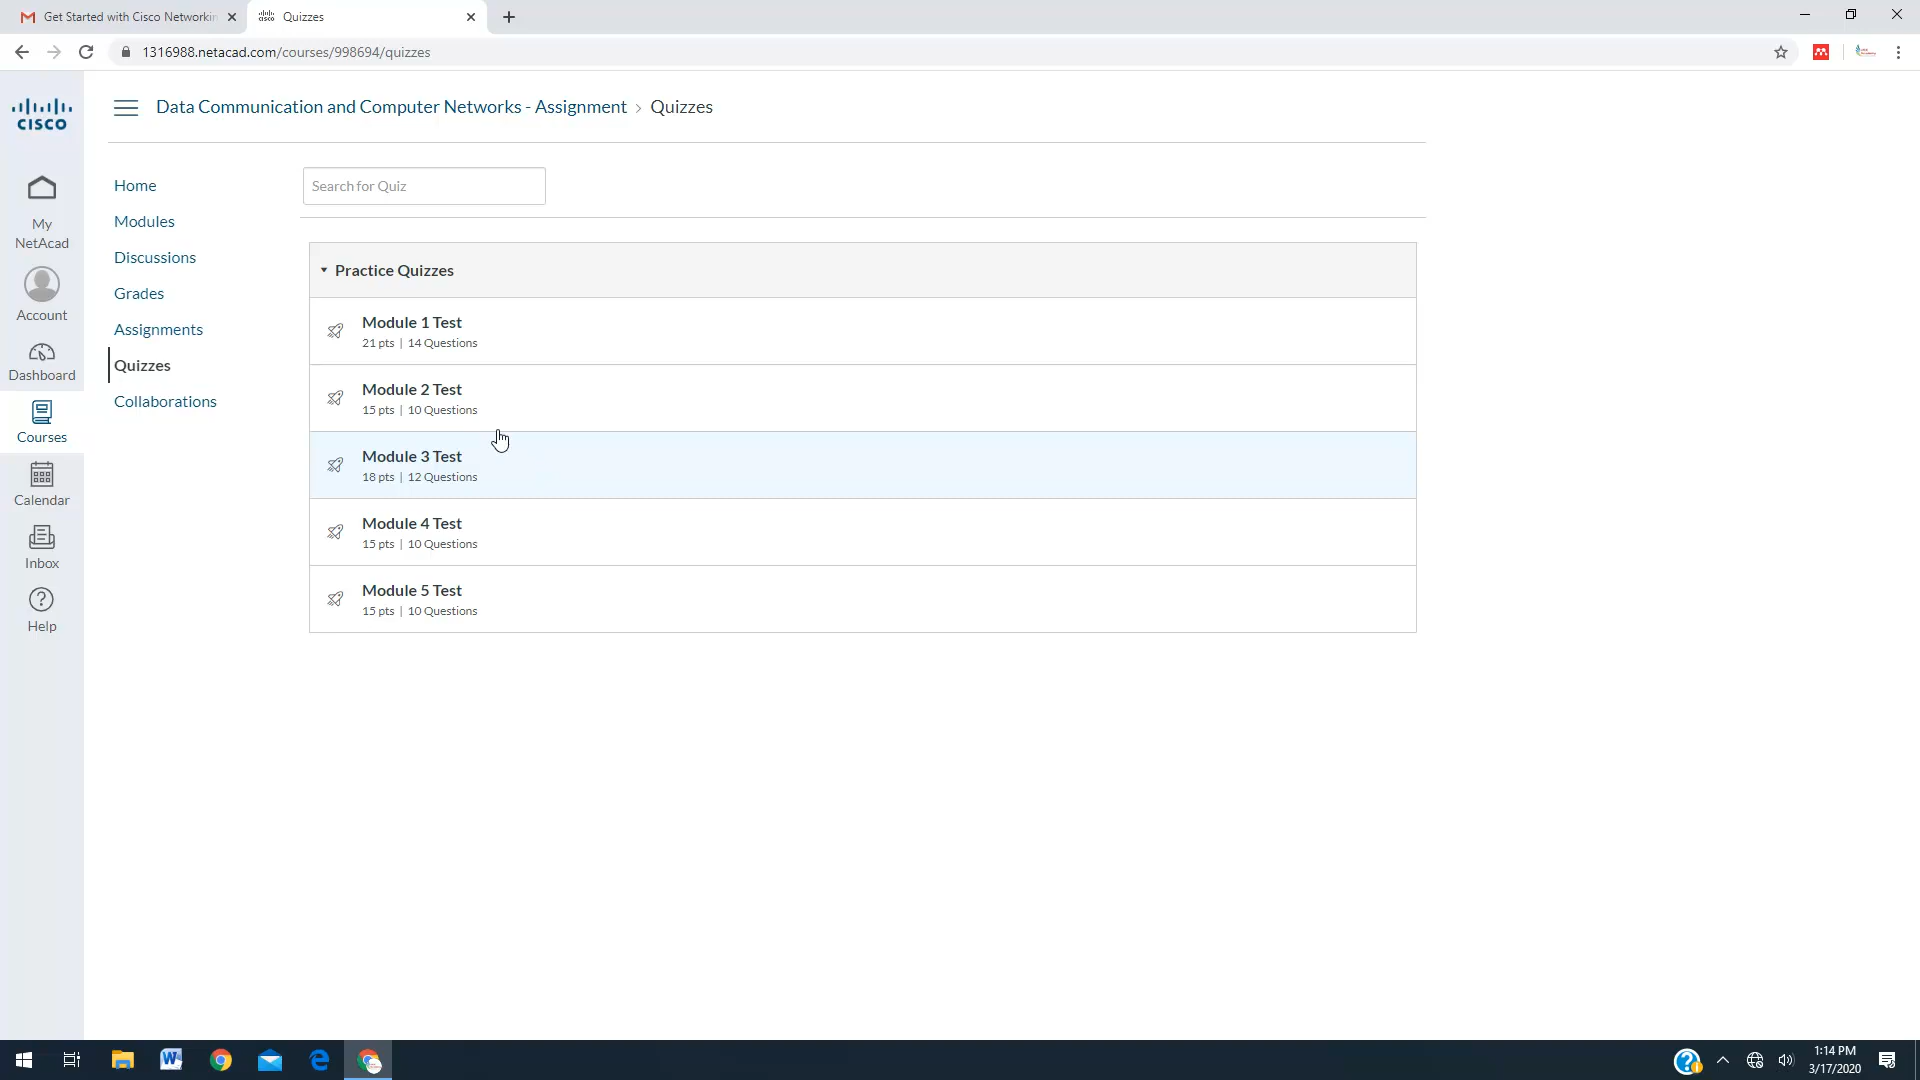 Get Started with Cisco Networkin
Quizzes
1316988.netacad.com/courses/998694/quizzes
CISCO
Data Communication and Computer Networks - Assignment > Quizzes
My NetAcad
Account
Dashboard
Courses
Calendar
Inbox
Help
Home
Modules
Discussions
Grades
Assignments
Quizzes
Collaborations
Search for Quiz
Practice Quizzes
Module 1 Test
21 pts | 14 Questions
Module 2 Test
15 pts | 10 Questions
Module 3 Test
18 pts | 12 Questions
Module 4 Test
15 pts | 10 Questions
Module 5 Test
15 pts | 10 Questions
1:14 PM
3/17/2020